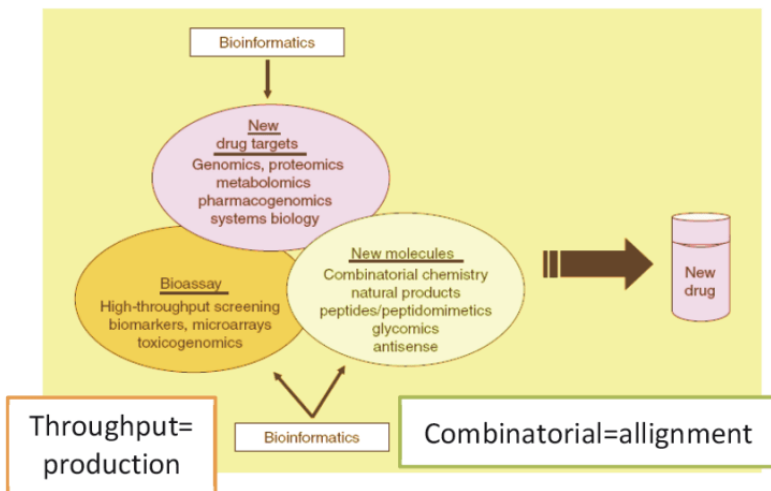 Bioinformatics
New
drug targets
Genomics, proteomics
metabolomics
pharmacogenomics
systems biology
Bioassay
High-throughput screening
biomarkers, microarrays
toxicogenomics
New molecules
Combinatorial chemistry
natural products
peptides/peptidomimetics
glycomics
antisense
New
drug
Bioinformatics
Throughput=
production
Combinatorial=allignment